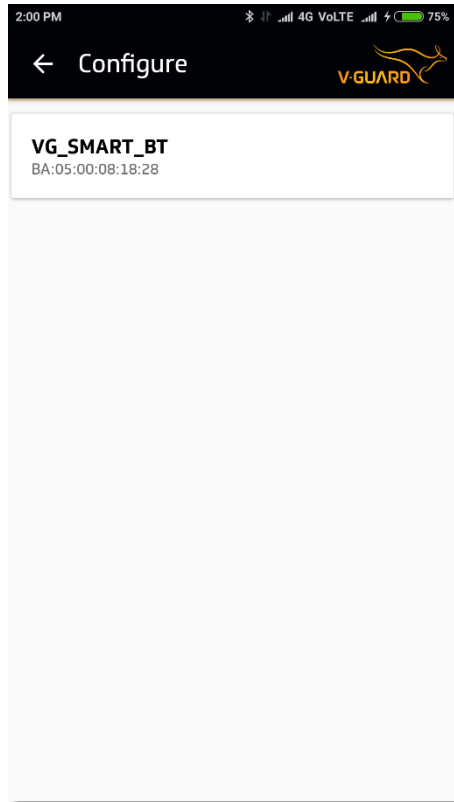 2:00 PM 4G VoLTE 75%
Configure
V-GUARD
VG_SMART_BT
BA:05:00:08:18:28